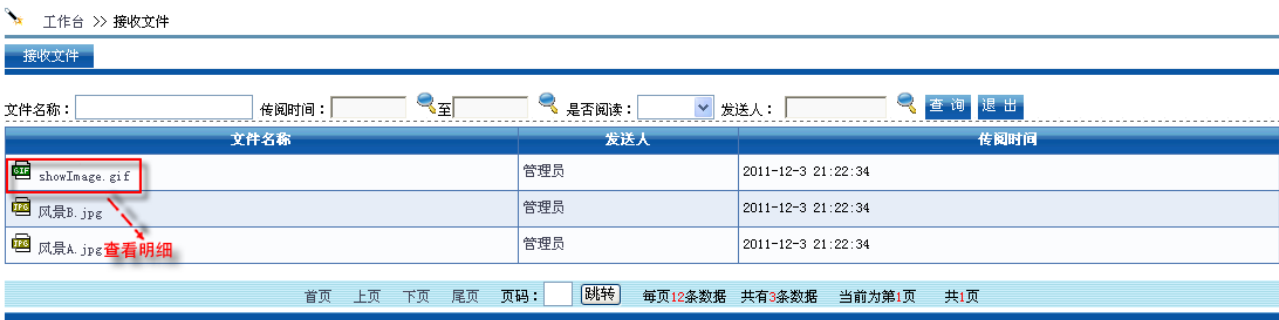 工作台 >> 接收文件
接收文件
文件名称： 传阅时间： 至 是否阅读： 发送人： 查 询 退 出
文件名称 发送人 传阅时间
GIF showImage.gif 管理员 2011-12-3 21:22:34
JPG 风景B.jpg 管理员 2011-12-3 21:22:34
JPG 风景A.jpg 查看明细 管理员 2011-12-3 21:22:34
首页 上页 下页 尾页 页码： 跳转 每页12条数据 共有3条数据 当前为第1页 共1页